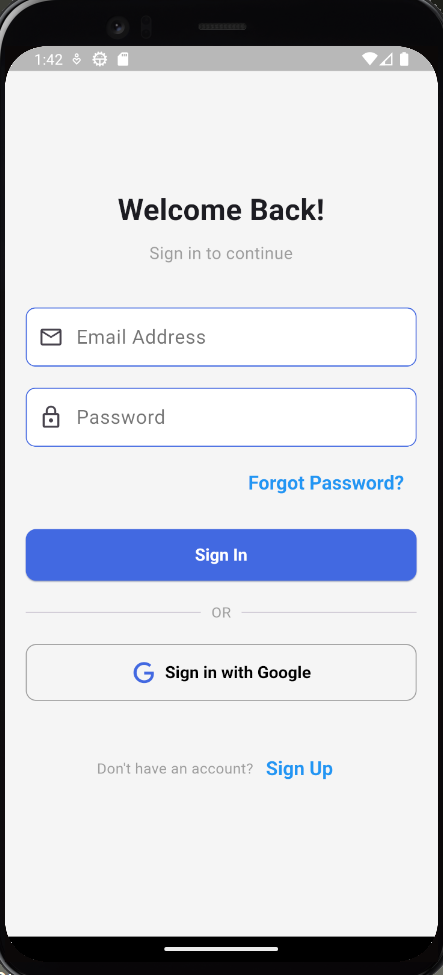 1:42
Welcome Back!
Sign in to continue
Email Address
Password
Forgot Password?
Sign In
OR
Sign in with Google
Don't have an account? Sign Up